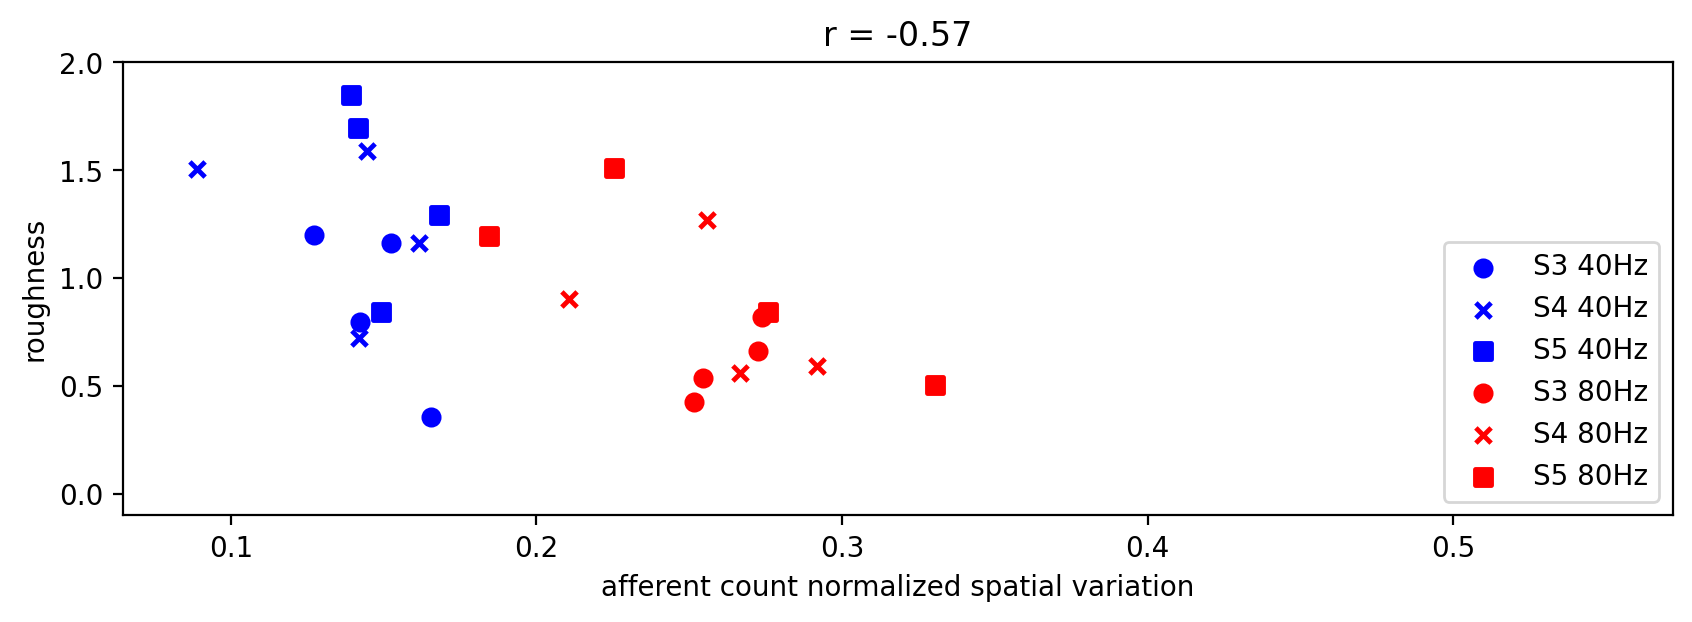 r = -0.57
2.0
1.5
1.0
0.5
0.0
roughness
S3 40Hz
S4 40Hz
S5 40Hz
S3 80Hz
S4 80Hz
S5 80Hz
0.1 0.2 0.3 0.4 0.5
afferent count normalized spatial variation